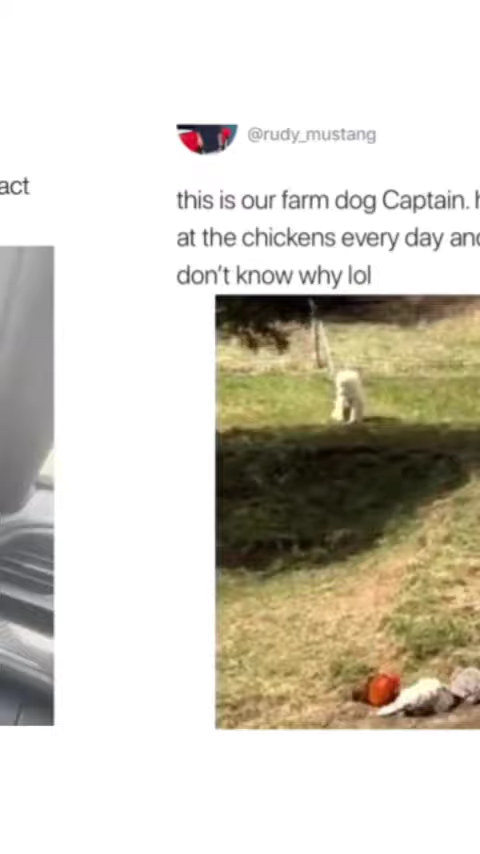 act
@rudy_mustang
this is our farm dog Captain.
at the chickens every day and
don't know why lol